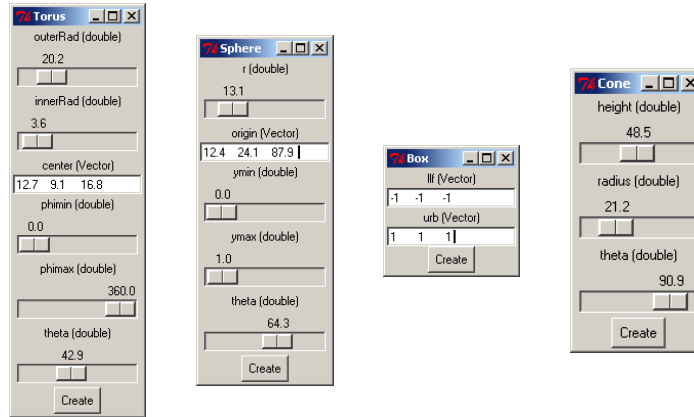 Torus
outerRad (double)
20.2
innerRad (double)
3.6
center (Vector)
12.7 9.1 16.8
phimin (double)
0.0
phimax (double)
360.0
theta (double)
42.9
Create
Sphere
r (double)
13.1
origin (Vector)
12.4 24.1 87.9
ymin (double)
0.0
ymax (double)
1.0
theta (double)
64.3
Create
Box
llf (Vector)
-1 -1 -1
urb (Vector)
1 1 1
Create
Cone
height (double)
48.5
radius (double)
21.2
theta (double)
90.9
Create